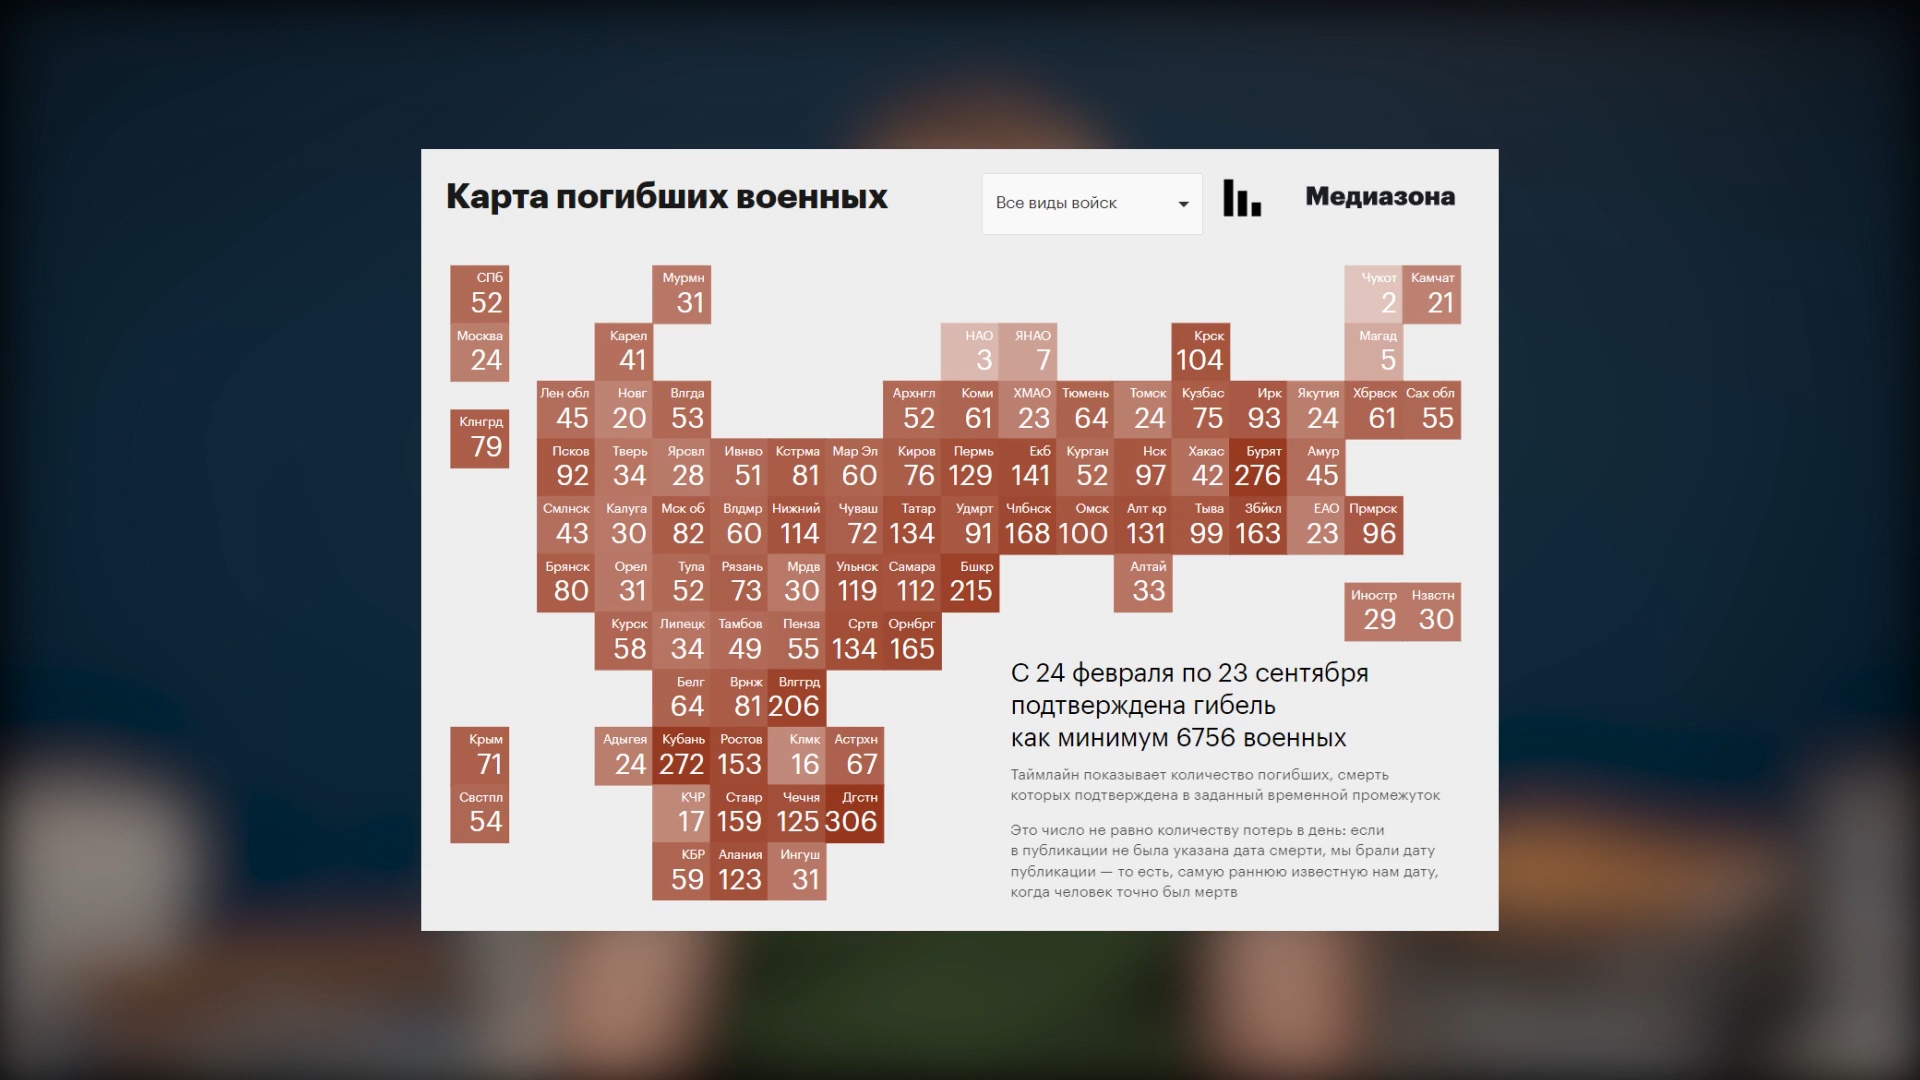 Карта погибших военных
Все виды войск
Медиазона
СПб
52
Мурмн
31
Чукот
2
Камчат
21
Москва
24
Карел
41
НАО
3
ЯНАО
7
Крск
104
Магад
5
Лен обл
45
Новг
20
Влгда
53
Архнгл
52
Коми
61
ХМАО
23
Тюмень
64
Томск
24
Кузбас
75
Ирк
93
Якутия
24
Хбрвск
61
Сах обл
55
Клнгрд
79
Псков
92
Тверь
34
Ярсвл
28
Ивнво
51
Кстрма
81
Мар Эл
60
Киров
76
Пермь
129
Екб
141
Курган
52
Нск
97
Хакас
42
Бурят
276
Амур
45
Смлнск
43
Калуга
30
Мск об
82
Влдмр
60
Нижний
114
Чуваш
72
Татар
134
Удмрт
91
Члбнск
168
Омск
100
Алт кр
131
Тыва
99
Збйкл
163
ЕАО
23
Прмрск
96
Брянск
80
Орел
31
Тула
52
Рязань
73
Мрдв
30
Ульнск
119
Самара
112
Бшкр
215
Алтай
33
Иностр
29
Нзвстн
30
Курск
58
Липецк
34
Тамбов
49
Пенза
55
Сртв
134
Орнбрг
165
Белг
64
Врнж
81
Влггрд
206
Крым
71
Адыгея
24
Кубань
272
Ростов
153
Клмк
16
Астрхн
67
Свстпл
54
КЧР
17
Ставр
159
Чечня
125
Дгстн
306
КБР
59
Алания
123
Ингуш
31
С 24 февраля по 23 сентября
подтверждена гибель
как минимум 6756 военных
Таймлайн показывает количество погибших, смерть
которых подтверждена в заданный временной промежуток
Это число не равно количеству потерь в день: если
в публикации не была указана дата смерти, мы брали дату
публикации — то есть, самую раннюю известную нам дату,
когда человек точно был мертв